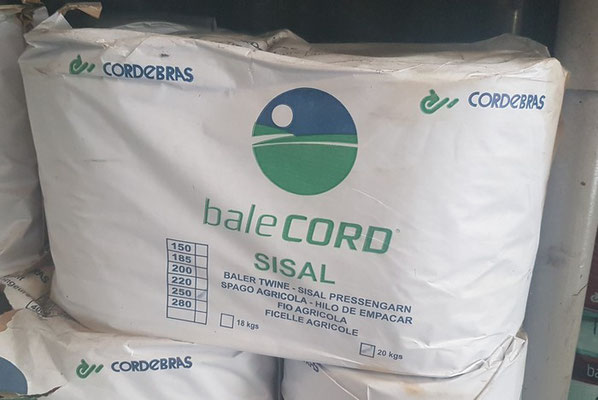 CORDEBRAS
CORDEBRAS
baleCORD
SISAL
150
185
200
220
250
280
BALER TWINE - SISAL PRESSENGARN
SPAGO AGRICOLA - HILO DE EMPACAR
FIO AGRICOLA
FICELLE AGRICOLE
18 kgs
20 kgs
CORDEBRAS